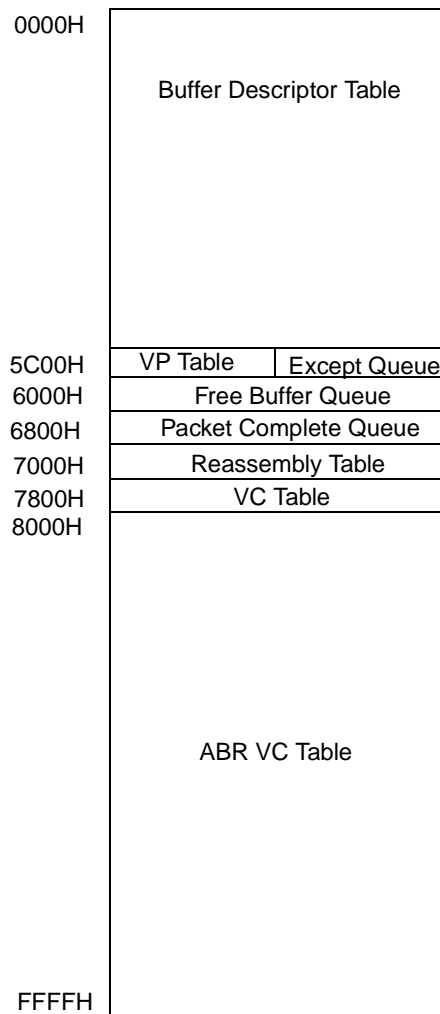 0000H
Buffer Descriptor Table
5C00H VP Table Except Queue
6000H Free Buffer Queue
6800H Packet Complete Queue
7000H Reassembly Table
7800H VC Table
8000H
ABR VC Table
FFFFH